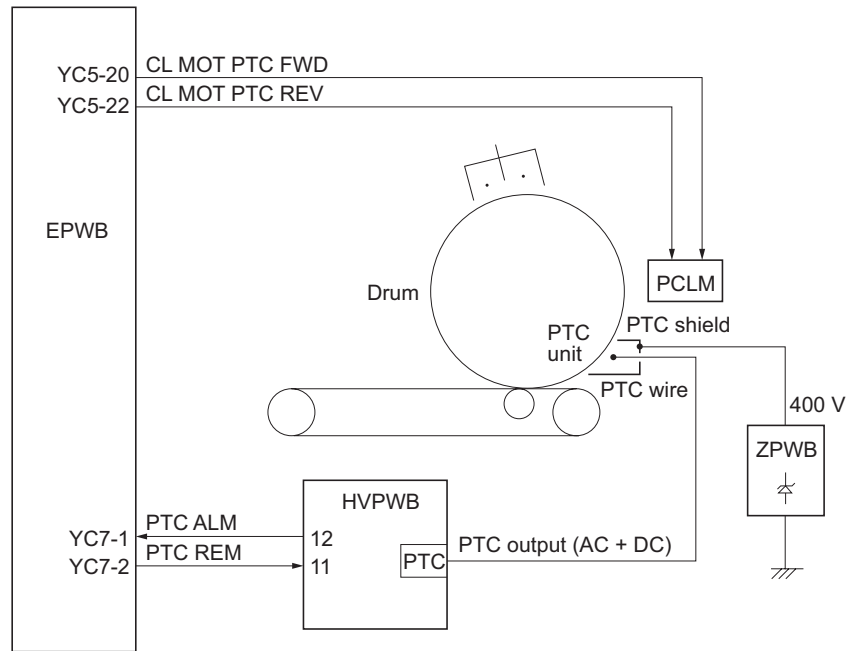 YC5-20
CL MOT PTC FWD
YC5-22
CL MOT PTC REV
EPWB
PCLM
Drum
PTC shield
PTC
unit
PTC wire
400 V
ZPWB
HVPWB
YC7-1
PTC ALM
12
PTC output (AC + DC)
YC7-2
PTC REM
11
PTC